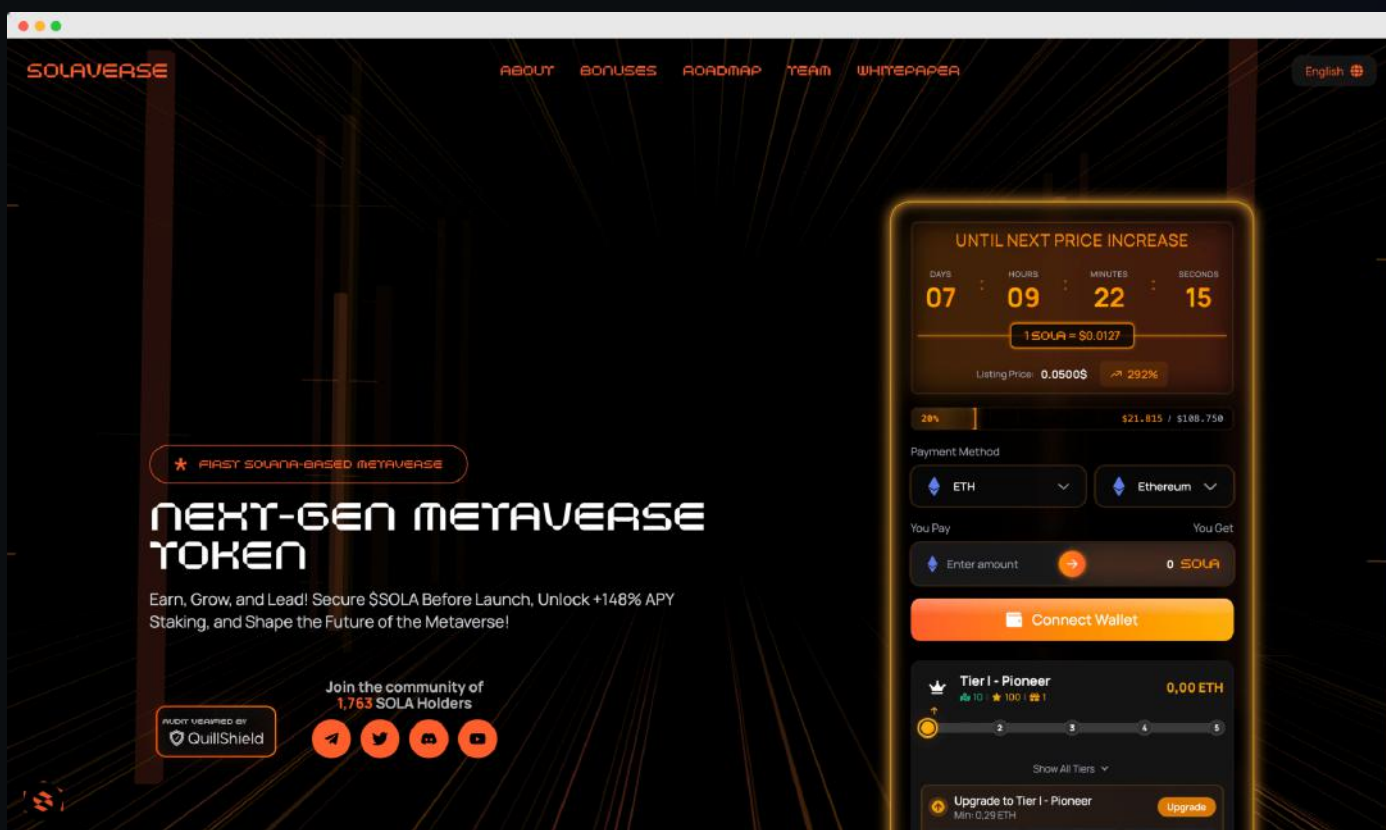 SOLAVERSE
ABOUT BONUSES ROADMAP TEAM WHITEPAPER
English
UNTIL NEXT PRICE INCREASE
DAYS HOURS MINUTES SECONDS
07 : 09 : 22 : 15
1 SOLA = $0.0127
Listing Price: 0.0500$ 292%
20% $21.815 / $108.750
Payment Method
ETH Ethereum
You Pay You Get
Enter amount 0 SOLA
Connect Wallet
Tier I - Pioneer 0,00 ETH
10 | 100 | 1
2 3 4 5
Show All Tiers
Upgrade to Tier I - Pioneer Upgrade
Min: 0,29 ETH
FIRST SOLANA-BASED METAVERSE
NEXT-GEN METAVERSE
TOKEN
Earn, Grow, and Lead! Secure $SOLA Before Launch, Unlock +148% APY
Staking, and Shape the Future of the Metaverse!
Join the community of
1,763 SOLA Holders
AUDIT VERIFIED BY
QuillShield